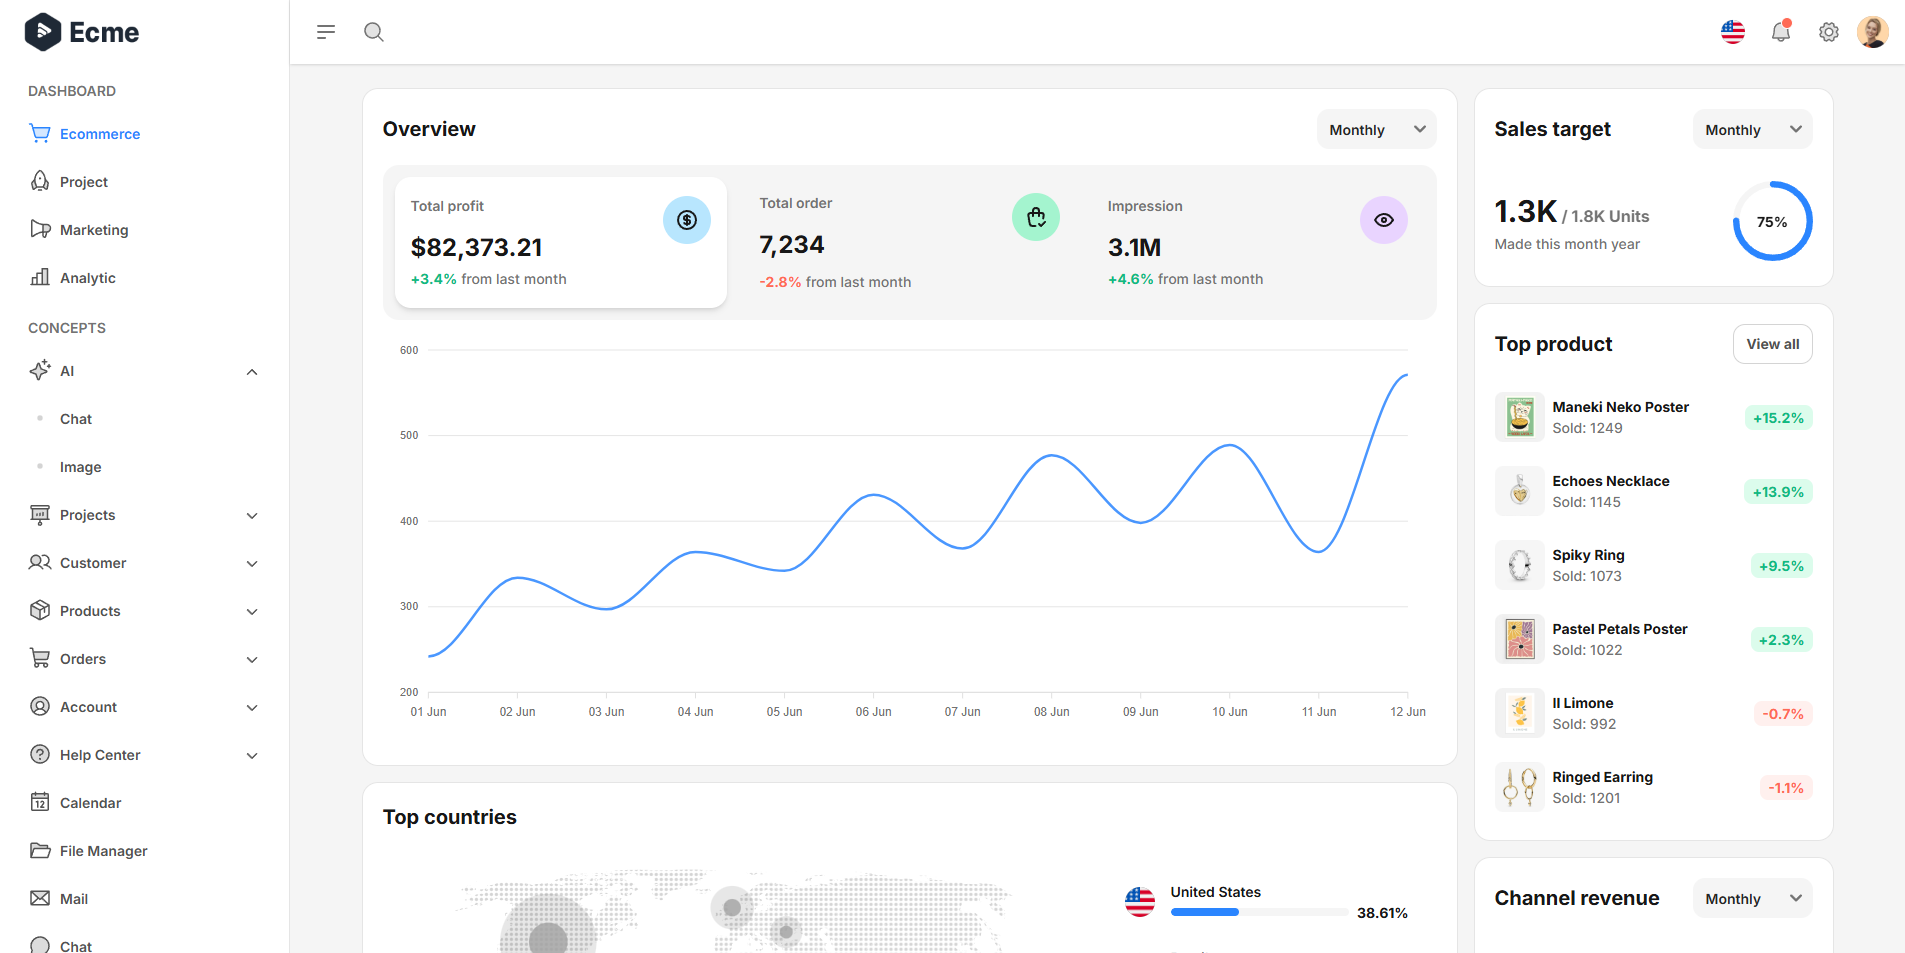 Ecme
DASHBOARD
Ecommerce
Project
Marketing
Analytic
CONCEPTS
AI
Chat
Image
Projects
Customer
Products
Orders
Account
Help Center
12
Calendar
File Manager
Mail
Chat
Overview
Monthly
Total profit
$
$82,373.21
+3.4% from last month
Total order
7,234
-2.8% from last month
Impression
3.1M
+4.6% from last month
600
500
400
300
200
01 Jun 02 Jun 03 Jun 04 Jun 05 Jun 06 Jun 07 Jun 08 Jun 09 Jun 10 Jun 11 Jun 12 Jun
Top countries
United States
38.61%
Sales target
Monthly
1.3K / 1.8K Units
Made this month year
75%
Top product
View all
Maneki Neko Poster
Sold: 1249
+15.2%
Echoes Necklace
Sold: 1145
+13.9%
Spiky Ring
Sold: 1073
+9.5%
Pastel Petals Poster
Sold: 1022
+2.3%
Il Limone
Sold: 992
-0.7%
Ringed Earring
Sold: 1201
-1.1%
Channel revenue
Monthly